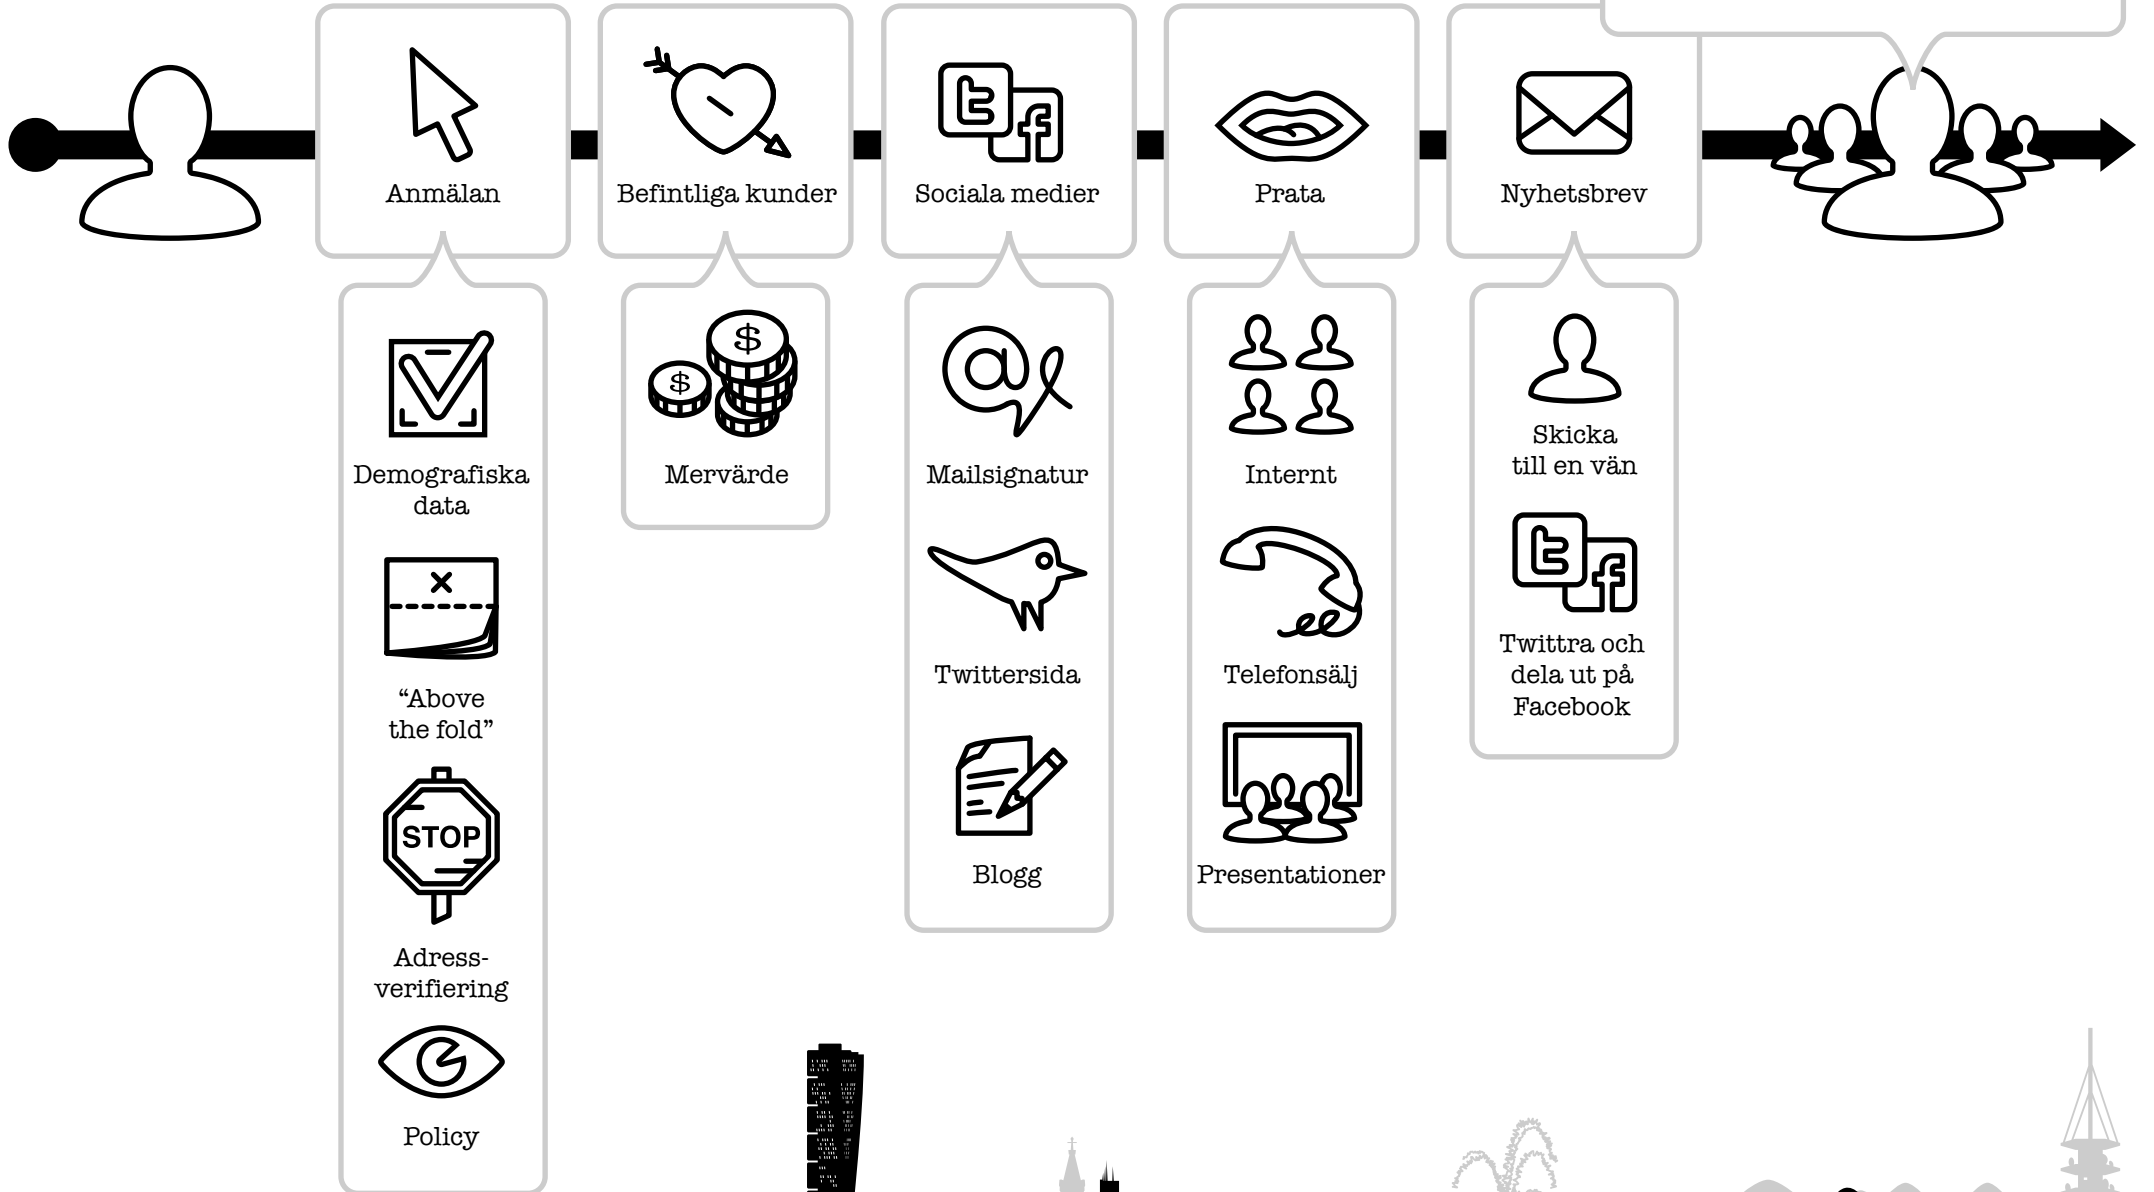 Anmälan
Befintliga kunder
Sociala medier
Prata
Nyhetsbrev
Demografiska
data
“Above
the fold”
STOP
Adress-
verifiering
Policy
$
$
Mervärde
Mailsignatur
Twittersida
Blogg
Internt
Telefonsälj
Presentationer
Skicka
till en vän
Twittra och
dela ut på
Facebook